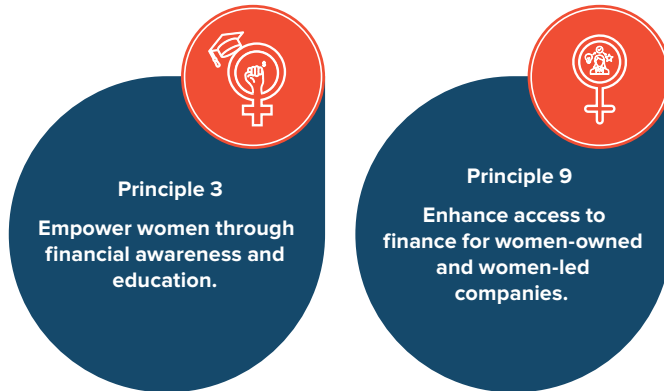 Principle 3
Empower women through
financial awareness and
education.
Principle 9
Enhance access to
finance for women-owned
and women-led
companies.